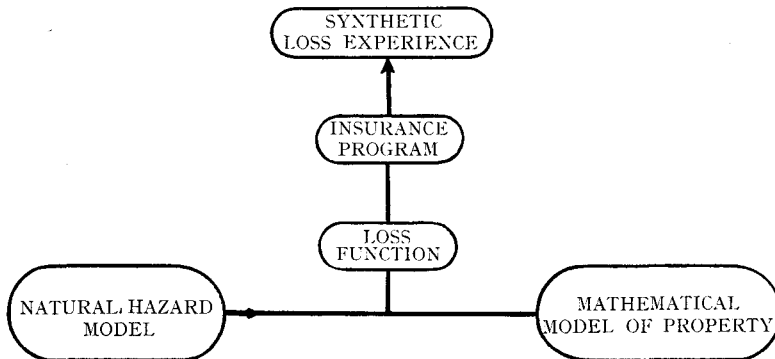 SYNTHETIC
LOSS EXPERIENCE
INSURANCE
PROGRAM
LOSS
FUNCTION
NATURAL HAZARD
MODEL
MATHEMATICAL
MODEL OF PROPERTY